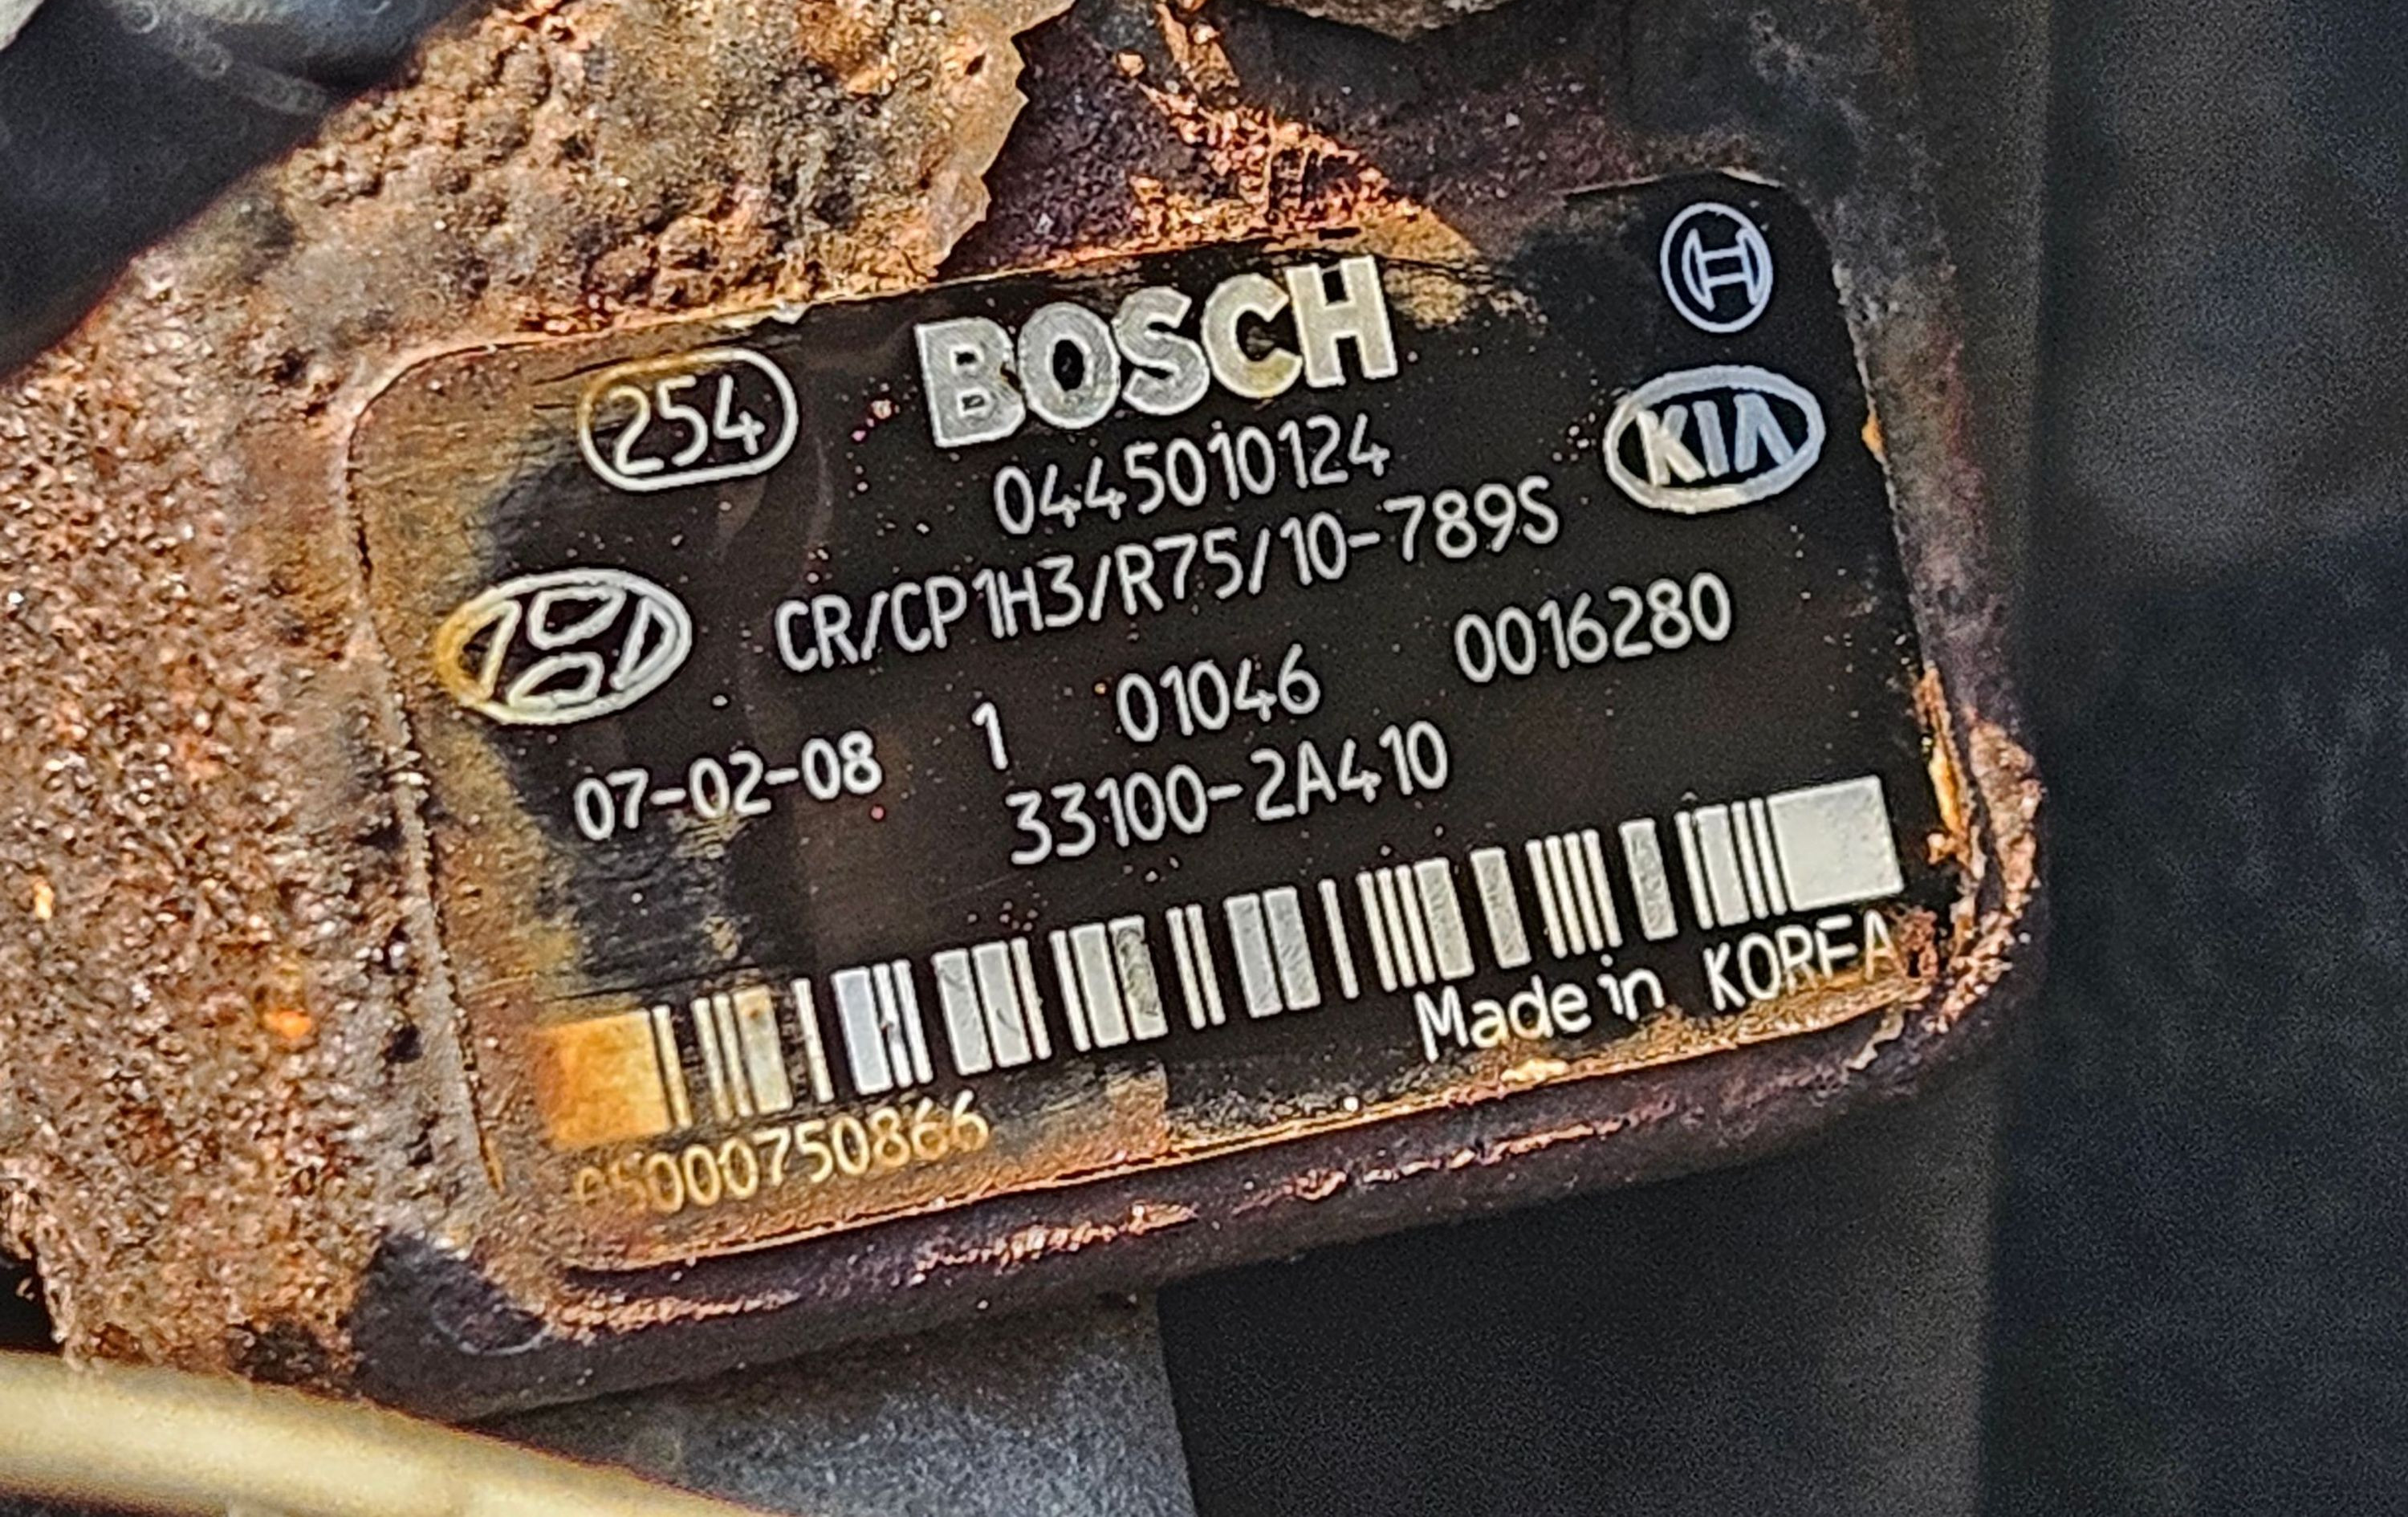 BOSCH
254
0445010124
KIA
CR/CP1H3/R75/10-789S
07-02-08 1 01046 0016280
33100-2A410
Made in KOREA